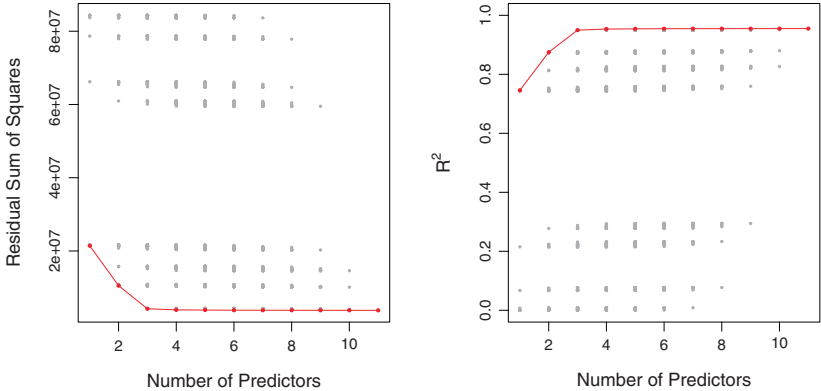 Residual Sum of Squares
8e+07
6e+07
4e+07
2e+07
2 4 6 8 10
Number of Predictors
R²
1.0
0.8
0.6
0.4
0.2
0.0
2 4 6 8 10
Number of Predictors